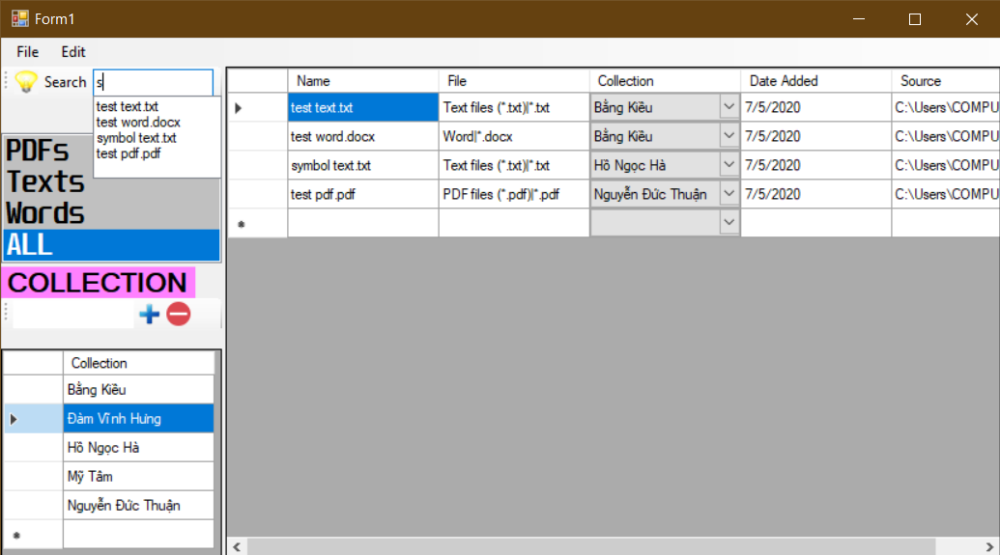 Form1
File Edit
Search s
test text.txt
test word.docx
symbol text.txt
test pdf.pdf
PDFs
Texts
Words
ALL
COLLECTION
Collection
Bằng Kiều
Đàm Vĩnh Hưng
Hồ Ngọc Hà
Mỹ Tâm
Nguyễn Đức Thuận
Name File Collection Date Added Source
test text.txt Text files (*.txt)|*.txt Bằng Kiều 7/5/2020 C:\Users\COMPU
test word.docx Word|*.docx Bằng Kiều 7/5/2020 C:\Users\COMPU
symbol text.txt Text files (*.txt)|*.txt Hồ Ngọc Hà 7/5/2020 C:\Users\COMPU
test pdf.pdf PDF files (*.pdf)|*.pdf Nguyễn Đức Thuận 7/5/2020 C:\Users\COMPU